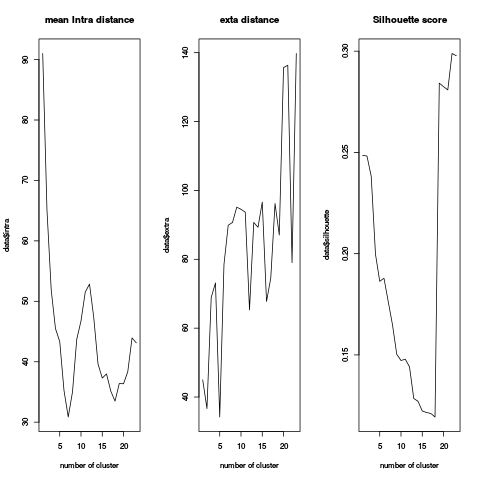 mean Intra distance
exta distance
Silhouette score
data$intra
30 40 50 60 70 80 90
5 10 15 20
number of cluster
data$extra
40 60 80 100 120 140
5 10 15 20
number of cluster
data$silhouette
0.15 0.20 0.25 0.30
5 10 15 20
number of cluster